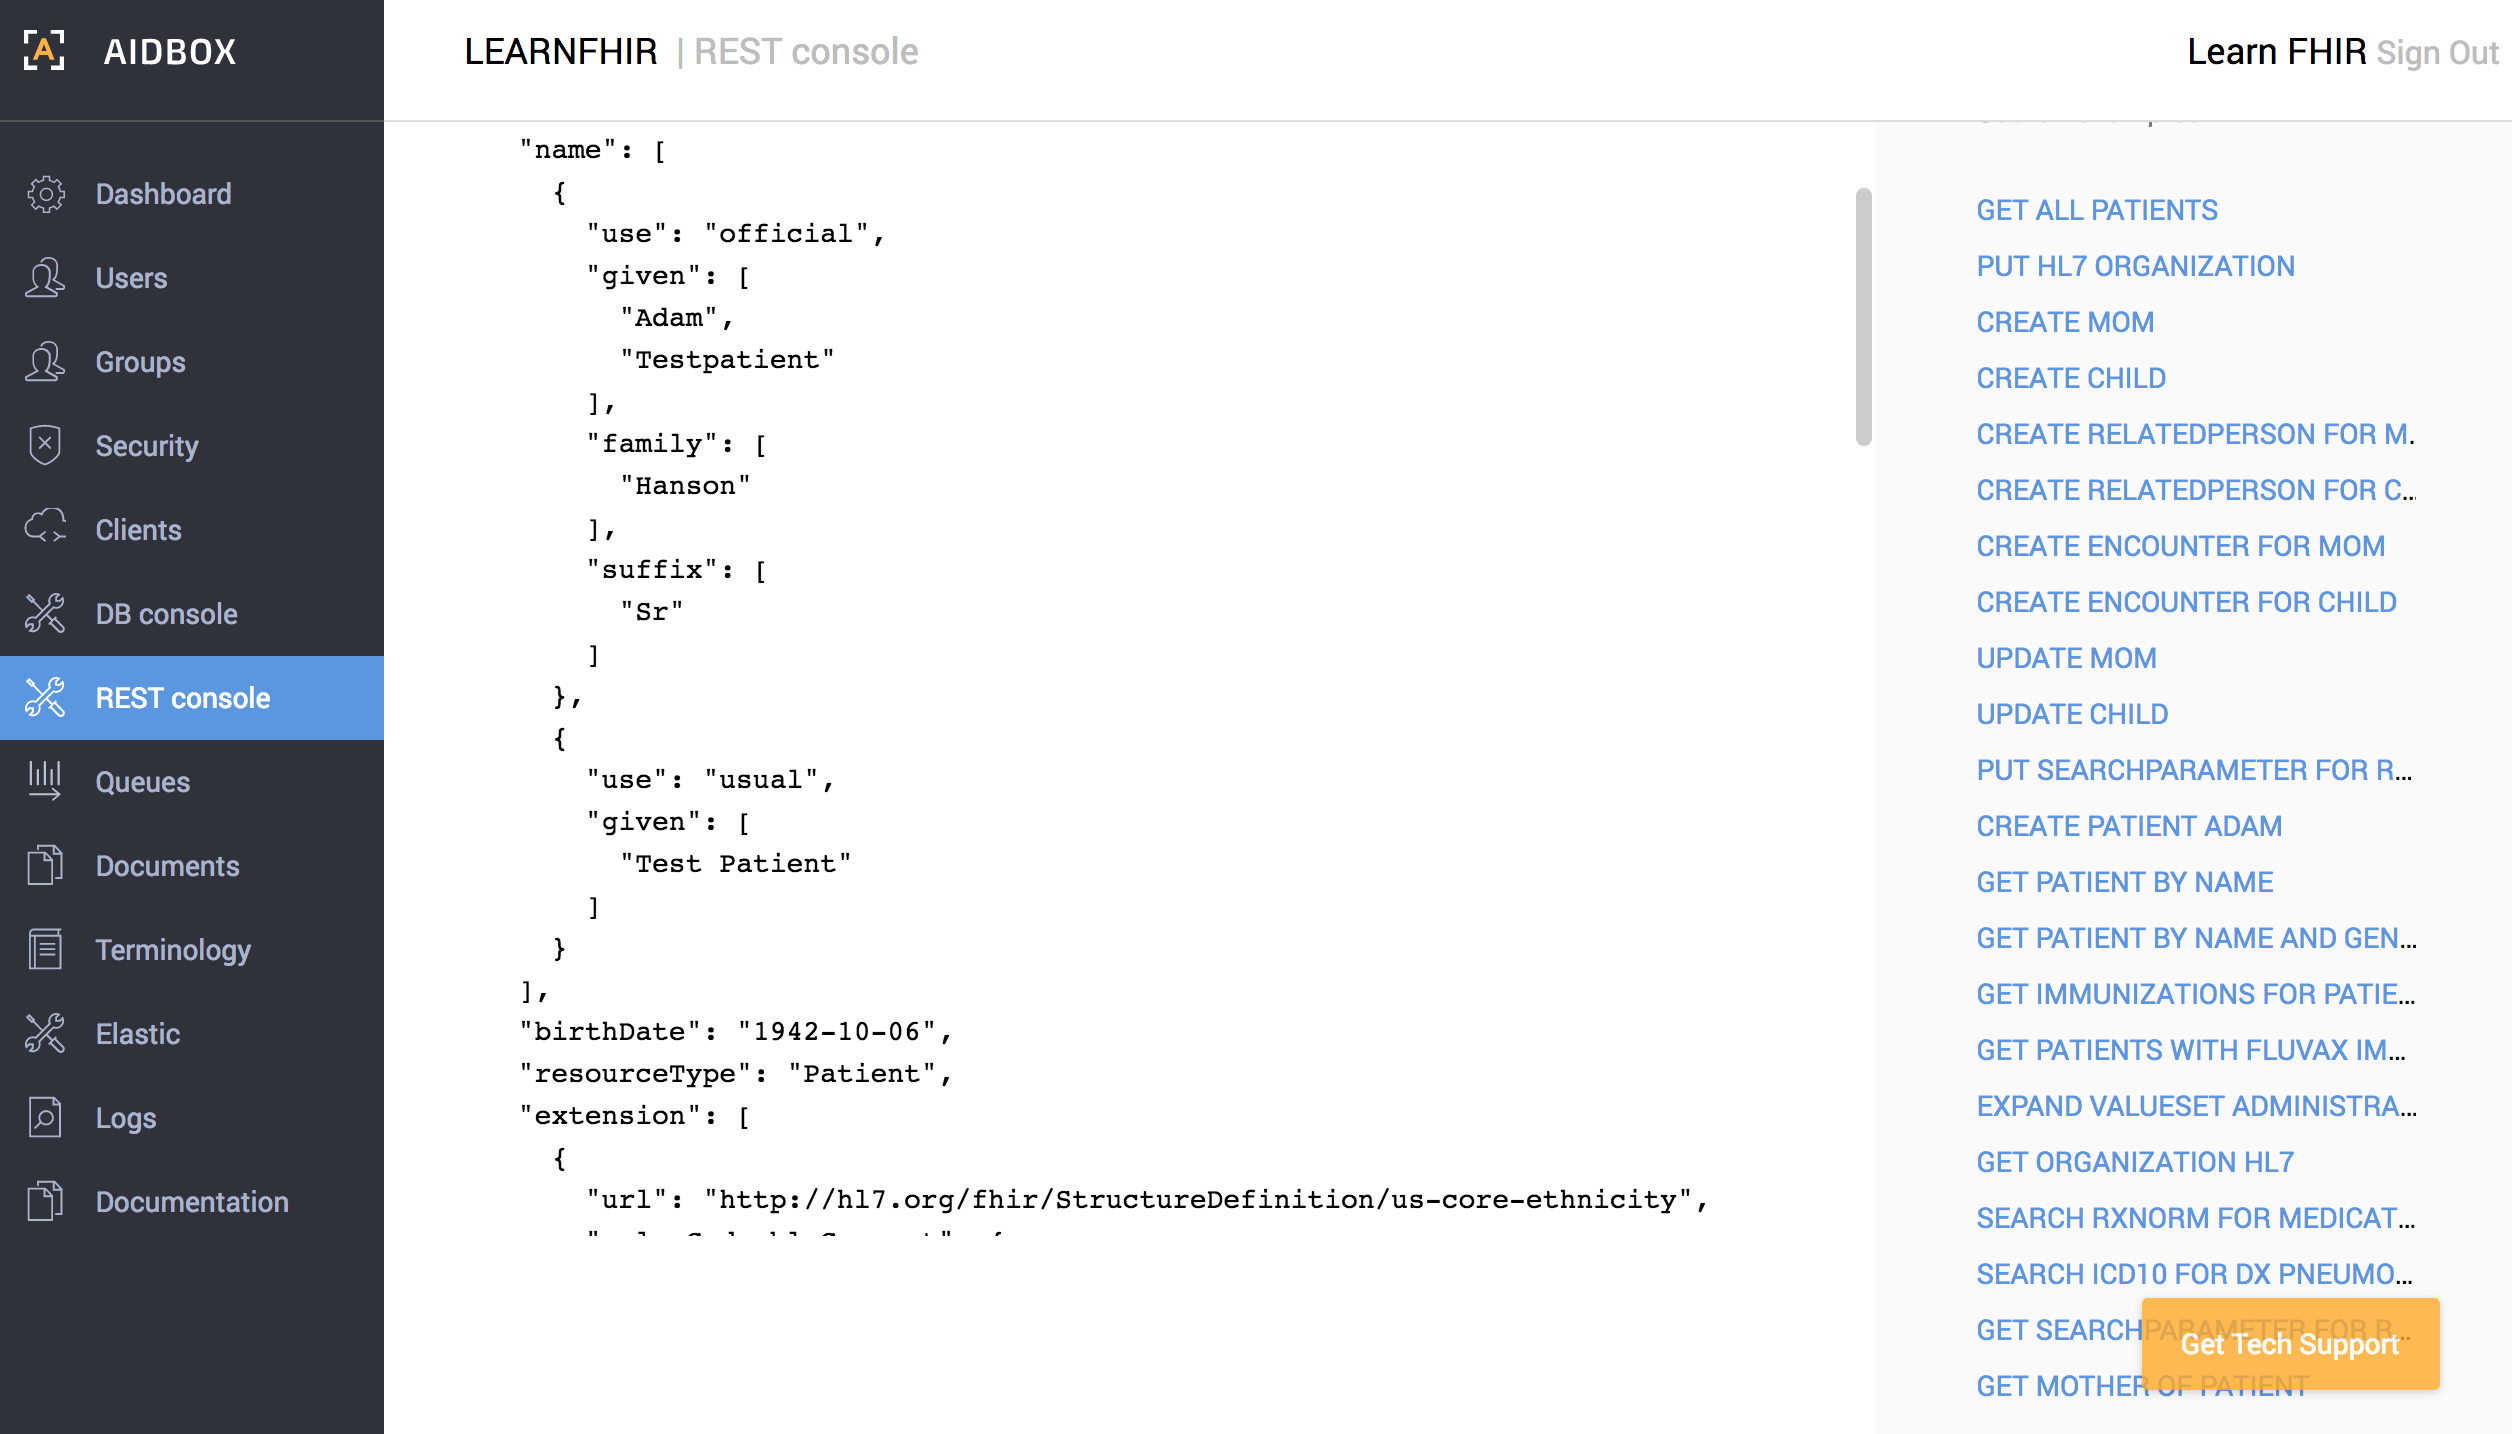 AIDBOX
LEARNFHIR | REST console
Learn FHIR Sign Out
Dashboard
Users
Groups
Security
Clients
DB console
REST console
Queues
Documents
Terminology
Elastic
Logs
Documentation
"name": [
{
"use": "official",
"given": [
"Adam",
"Testpatient"
],
"family": [
"Hanson"
],
"suffix": [
"Sr"
]
},
{
"use": "usual",
"given": [
"Test Patient"
]
}
],
"birthDate": "1942-10-06",
"resourceType": "Patient",
"extension": [
{
"url": "http://hl7.org/fhir/StructureDefinition/us-core-ethnicity",
GET ALL PATIENTS
PUT HL7 ORGANIZATION
CREATE MOM
CREATE CHILD
CREATE RELATEDPERSON FOR M.
CREATE RELATEDPERSON FOR C...
CREATE ENCOUNTER FOR MOM
CREATE ENCOUNTER FOR CHILD
UPDATE MOM
UPDATE CHILD
PUT SEARCHPARAMETER FOR R...
CREATE PATIENT ADAM
GET PATIENT BY NAME
GET PATIENT BY NAME AND GEN...
GET IMMUNIZATIONS FOR PATIE...
GET PATIENTS WITH FLUVAX IM...
EXPAND VALUESET ADMINISTRA...
GET ORGANIZATION HL7
SEARCH RXNORM FOR MEDICAT...
SEARCH ICD10 FOR DX PNEUMO...
GET SEARCHPARAMETER FOR R...
Get Tech Support
GET MOTHER OF PATIENT